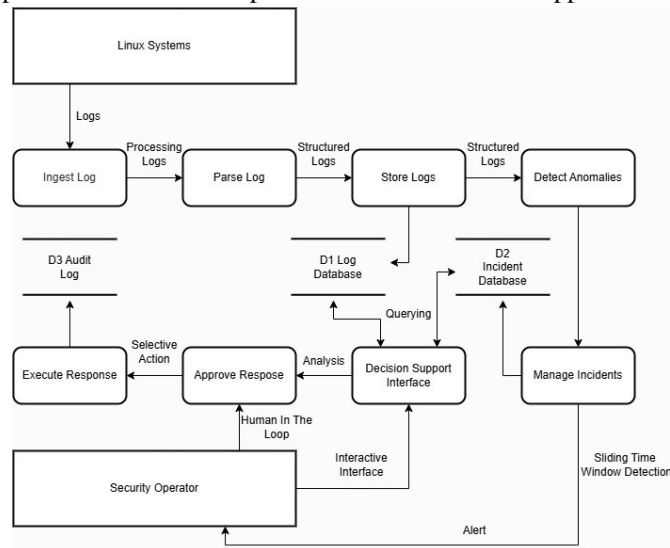 Linux Systems
Logs
Processing
Logs
Structured
Logs
Structured
Logs
Ingest Log
Parse Log
Store Logs
Detect Anomalies
D3 Audit
Log
D1 Log
Database
D2
Incident
Database
Querying
Selective
Action
Analysis
Execute Response
Approve Respose
Decision Support
Interface
Manage Incidents
Human In The
Loop
Interactive
Interface
Sliding Time
Window Detection
Security Operator
Alert